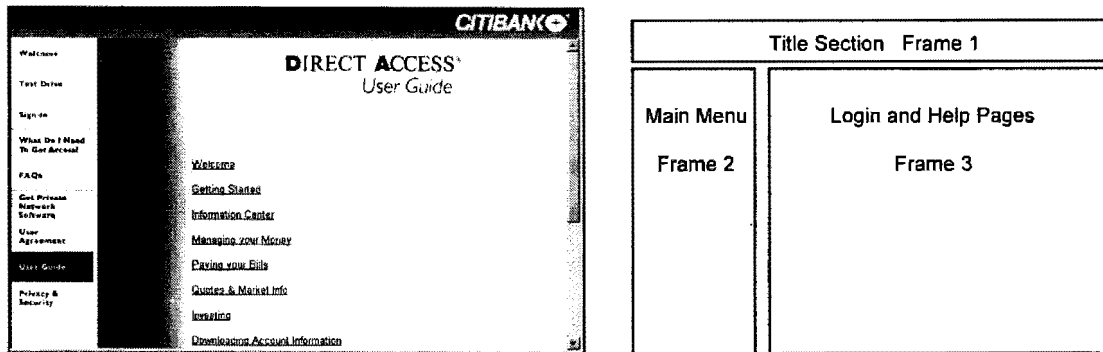 CITIBANK
Welcome
Test Drive
Sign-on
What Do I Need
To Get Access?
FAQs
Get Private
Network
Software
User
Agreement
User Guide
Privacy &
Security
DIRECT ACCESS
User Guide
Welcome
Getting Started
Information Center
Managing your Money
Paying your Bills
Quotes & Market Info
Investing
Downloading Account Information
Title Section Frame 1
Main Menu
Frame 2
Login and Help Pages
Frame 3